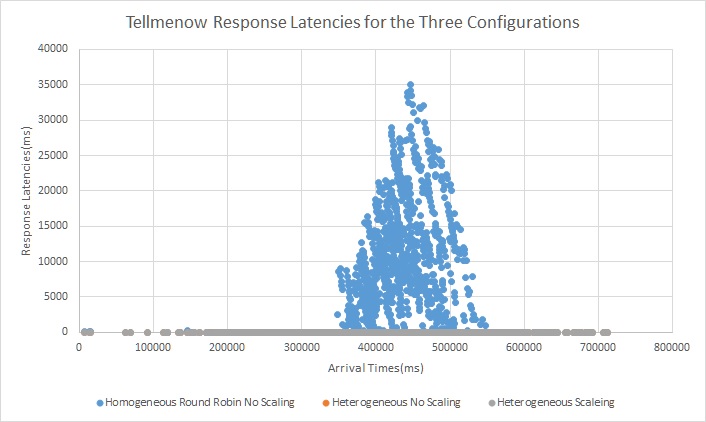 Tellmenow Response Latencies for the Three Configurations
40000
35000
30000
25000
20000
15000
10000
5000
0
Response Latencies(ms)
0 100000 200000 300000 400000 500000 600000 700000 800000
Arrival Times(ms)
Homogeneous Round Robin No Scaling Heterogeneous No Scaling Heterogeneous Scaleing